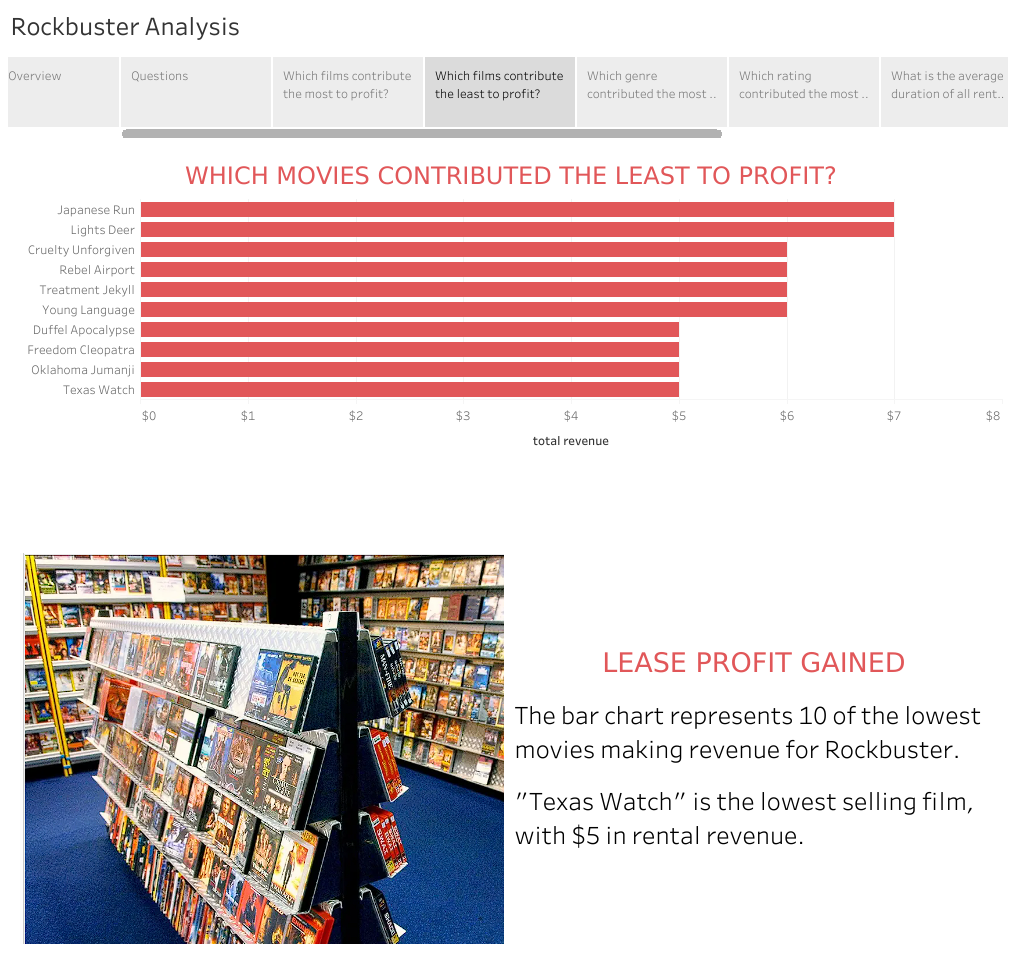 Rockbuster Analysis
Overview
Questions
Which films contribute
the most to profit?
Which films contribute
the least to profit?
Which genre
contributed the most ..
Which rating
contributed the most ..
What is the average
duration of all rent..
WHICH MOVIES CONTRIBUTED THE LEAST TO PROFIT?
Japanese Run
Lights Deer
Cruelty Unforgiven
Rebel Airport
Treatment Jekyll
Young Language
Duffel Apocalypse
Freedom Cleopatra
Oklahoma Jumanji
Texas Watch
$0 $1 $2 $3 $4 $5 $6 $7 $8
total revenue
LEASE PROFIT GAINED
The bar chart represents 10 of the lowest
movies making revenue for Rockbuster.
”Texas Watch” is the lowest selling film,
with $5 in rental revenue.